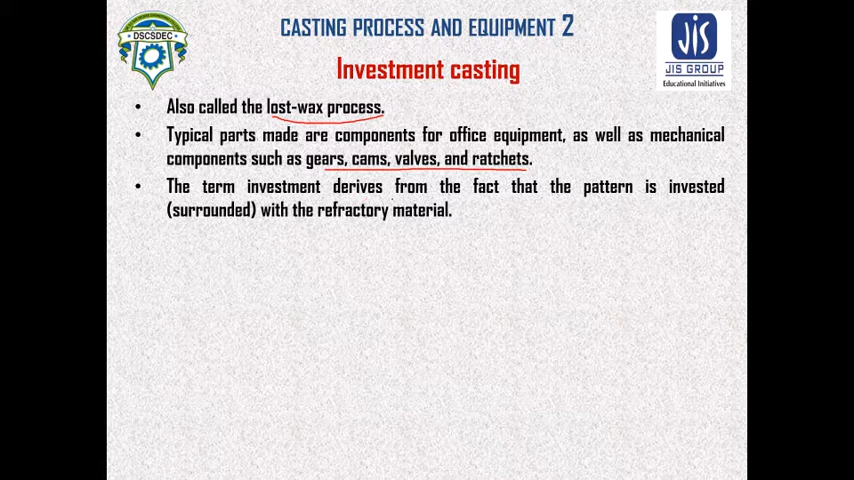 DSCSDEC
CASTING PROCESS AND EQUIPMENT 2
JIS
JIS GROUP
Educational Initiatives
Investment casting
• Also called the lost-wax process.
• Typical parts made are components for office equipment, as well as mechanical
components such as gears, cams, valves, and ratchets.
• The term investment derives from the fact that the pattern is invested
(surrounded) with the refractory material.